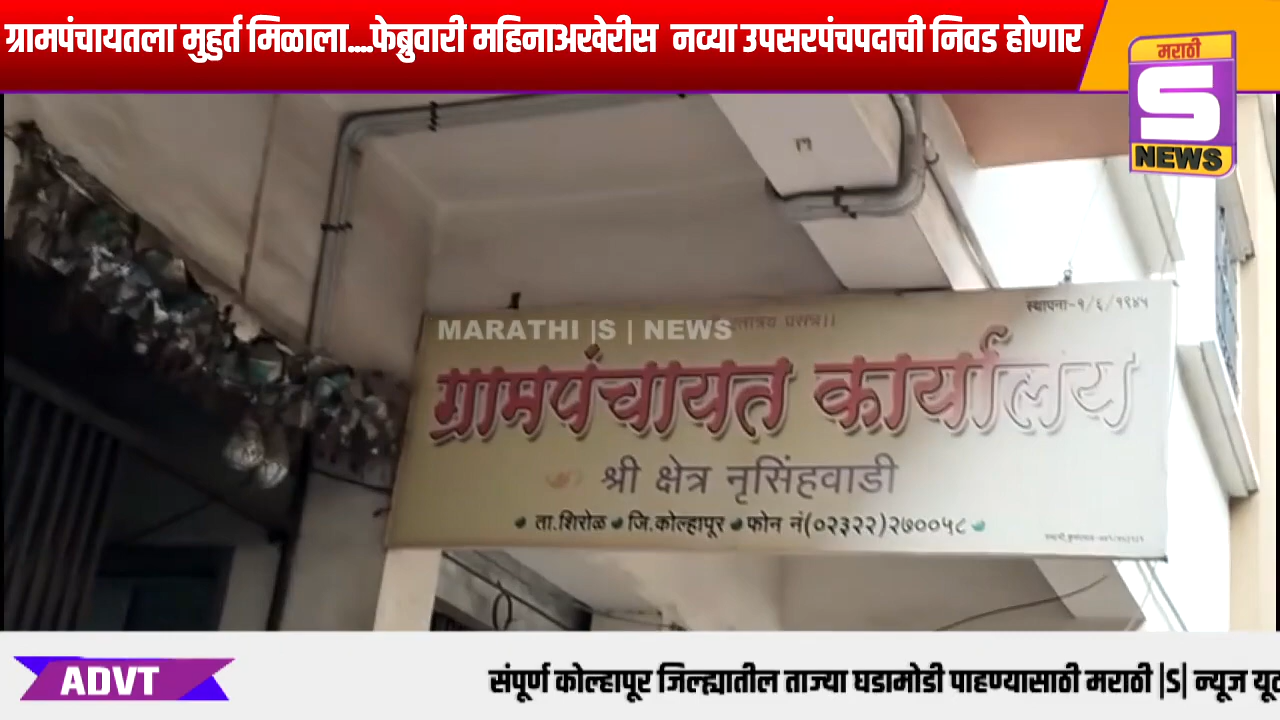 ग्रामपंचायतला मुहुर्त मिळाला....फेब्रुवारी महिनाअखेरीस नव्या उपसरपंचपदाची निवड होणार
मराठी
S
NEWS
स्थापना-१/६/१९४५
प्रसन्न।।
MARATHI |S| NEWS
ग्रामपंचायत कार्यालय
श्री क्षेत्र नृसिंहवाडी
ता.शिरोळ जि.कोल्हापूर फोन नं(०२३२२)२७००५८
ADVT
संपूर्ण कोल्हापूर जिल्ह्यातील ताज्या घडामोडी पाहण्यासाठी मराठी |S| न्यूज